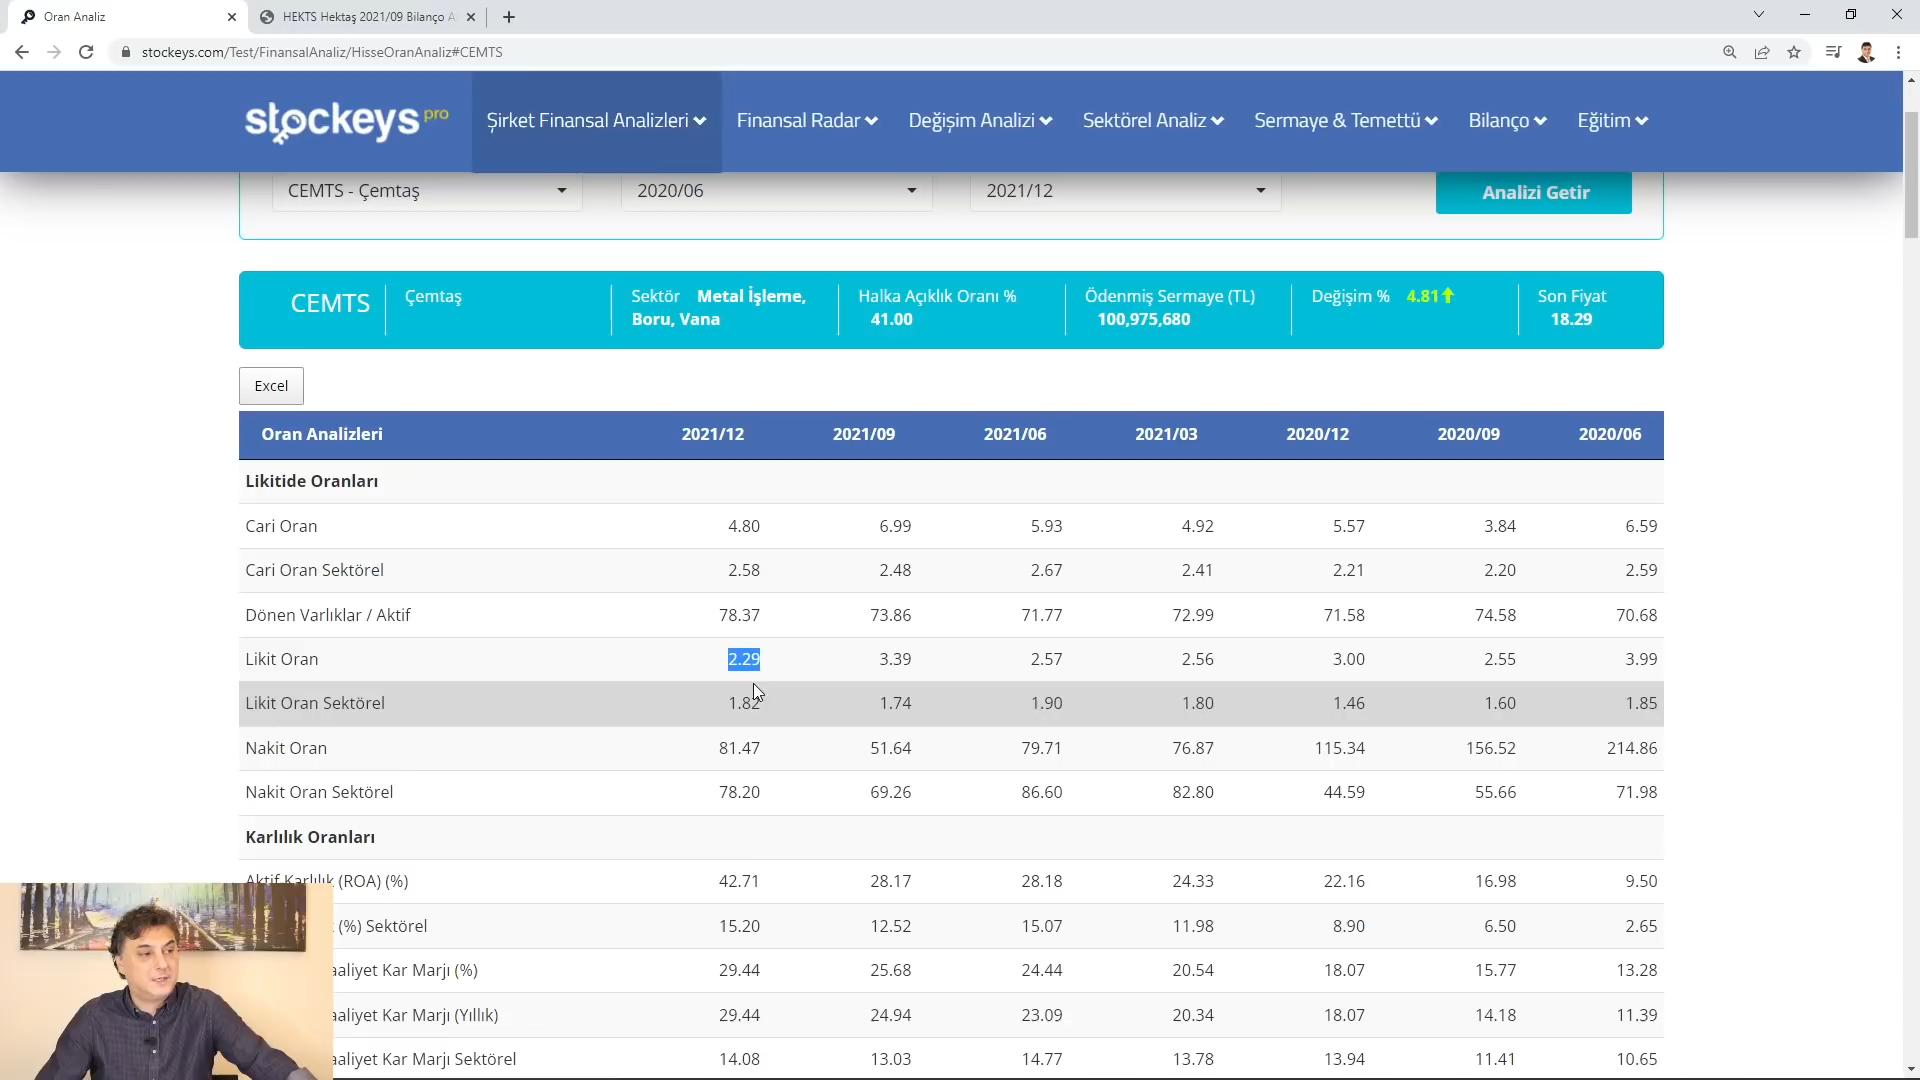 Oran Analiz
HEKTS Hektaş 2021/09 Bilanço A
stockeys.com/Test/FinansalAnaliz/HisseOranAnaliz#CEMTS
stockeys pro
Şirket Finansal Analizleri
Finansal Radar
Değişim Analizi
Sektörel Analiz
Sermaye & Temettü
Bilanço
Eğitim
CEMTS - Çemtaş
2020/06
2021/12
Analizi Getir
CEMTS
Çemtaş
Sektör Metal İşleme,
Boru, Vana
Halka Açıklık Oranı %
41.00
Ödenmiş Sermaye (TL)
100,975,680
Değişim % 4.81
Son Fiyat
18.29
Excel
Oran Analizleri 2021/12 2021/09 2021/06 2021/03 2020/12 2020/09 2020/06
Likitide Oranları
Cari Oran 4.80 6.99 5.93 4.92 5.57 3.84 6.59
Cari Oran Sektörel 2.58 2.48 2.67 2.41 2.21 2.20 2.59
Dönen Varlıklar / Aktif 78.37 73.86 71.77 72.99 71.58 74.58 70.68
Likit Oran 2.29 3.39 2.57 2.56 3.00 2.55 3.99
Likit Oran Sektörel 1.82 1.74 1.90 1.80 1.46 1.60 1.85
Nakit Oran 81.47 51.64 79.71 76.87 115.34 156.52 214.86
Nakit Oran Sektörel 78.20 69.26 86.60 82.80 44.59 55.66 71.98
Karlılık Oranları
Aktif Karlılık (ROA) (%) 42.71 28.17 28.18 24.33 22.16 16.98 9.50
(%) Sektörel 15.20 12.52 15.07 11.98 8.90 6.50 2.65
aaliyet Kar Marjı (%) 29.44 25.68 24.44 20.54 18.07 15.77 13.28
aaliyet Kar Marjı (Yıllık) 29.44 24.94 23.09 20.34 18.07 14.18 11.39
aaliyet Kar Marjı Sektörel 14.08 13.03 14.77 13.78 13.94 11.41 10.65